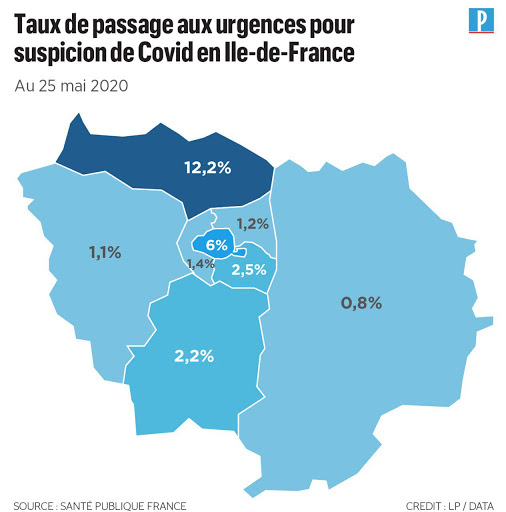 Taux de passage aux urgences pour
suspicion de Covid en Ile-de-France
P
Au 25 mai 2020
12,2%
1,2%
6%
1,1%
1,4%
2,5%
0,8%
2,2%
SOURCE : SANTÉ PUBLIQUE FRANCE
CREDIT : LP / DATA